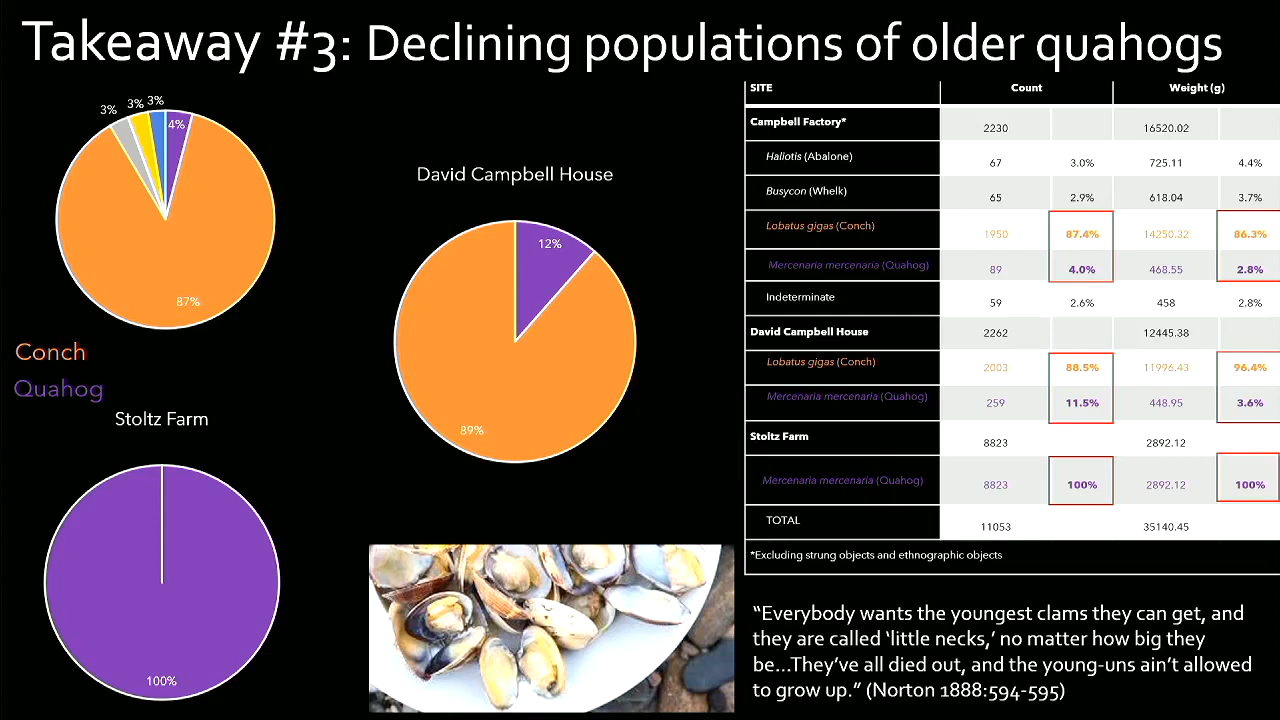 Takeaway #3: Declining populations of older quahogs
3% 3% 3%
4%
87%
Conch
Quahog
David Campbell House
12%
89%
Stoltz Farm
100%
SITE Count Weight (g)
Campbell Factory* 2230 16520.02
Haliotis (Abalone) 67 3.0% 725.11 4.4%
Busycon (Whelk) 65 2.9% 618.04 3.7%
Lobatus gigas (Conch) 1950 87.4% 14250.32 86.3%
Mercenaria mercenaria (Quahog) 89 4.0% 468.55 2.8%
Indeterminate 59 2.6% 458 2.8%
David Campbell House 2262 12445.38
Lobatus gigas (Conch) 2003 88.5% 11996.43 96.4%
Mercenaria mercenaria (Quahog) 259 11.5% 448.95 3.6%
Stoltz Farm 8823 2892.12
Mercenaria mercenaria (Quahog) 8823 100% 2892.12 100%
TOTAL 11053 35140.45
*Excluding strung objects and ethnographic objects
“Everybody wants the youngest clams they can get, and
they are called ‘little necks,’ no matter how big they
be…They’ve all died out, and the young-uns ain’t allowed
to grow up.” (Norton 1888:594-595)